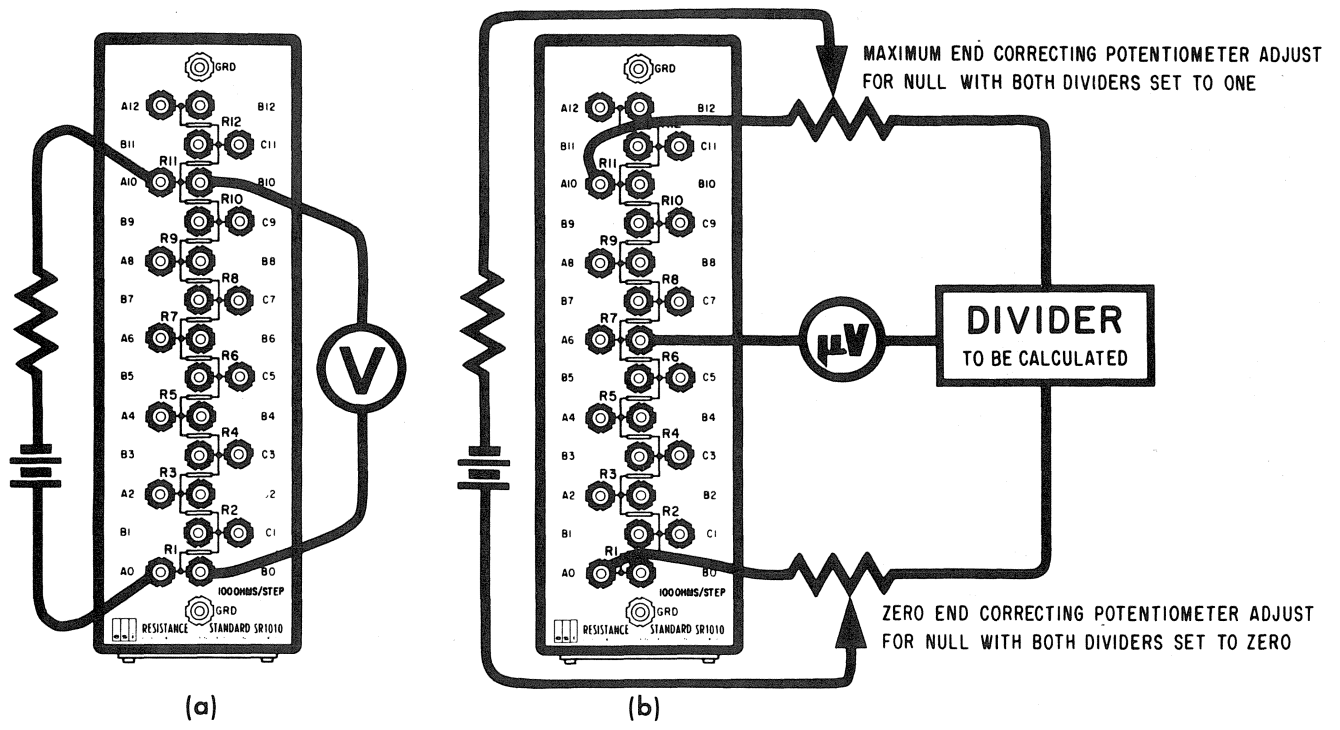 GRD
A12 B12
R12
B11 C11
R11
A10 B10
R10
B9 C9
R9
A8 B8
R8
B7 C7
R7
A6 B6
R6
B5 C5
R5
A4 B4
R4
B3 C3
R3
A2 2
R2
B1 C1
R1
A0 B0
100 OHMS/STEP
GRD
esi RESISTANCE STANDARD SR1010
V
(a)
GRD
A12 B12
B11 C11
R11
A10 B10
R10
B9 C9
R9
A8 B8
R8
B7 C7
R7
A6
R6
B5 C5
R5
A4 B4
R4
B3 C3
R3
A2 B2
R2
B1 C1
R1
A0 B0
100 OHMS/STEP
GRD
esi RESISTANCE STANDARD SR1010
(b)
MAXIMUM END CORRECTING POTENTIOMETER ADJUST
FOR NULL WITH BOTH DIVIDERS SET TO ONE
µV
DIVIDER
TO BE CALCULATED
ZERO END CORRECTING POTENTIOMETER ADJUST
FOR NULL WITH BOTH DIVIDERS SET TO ZERO